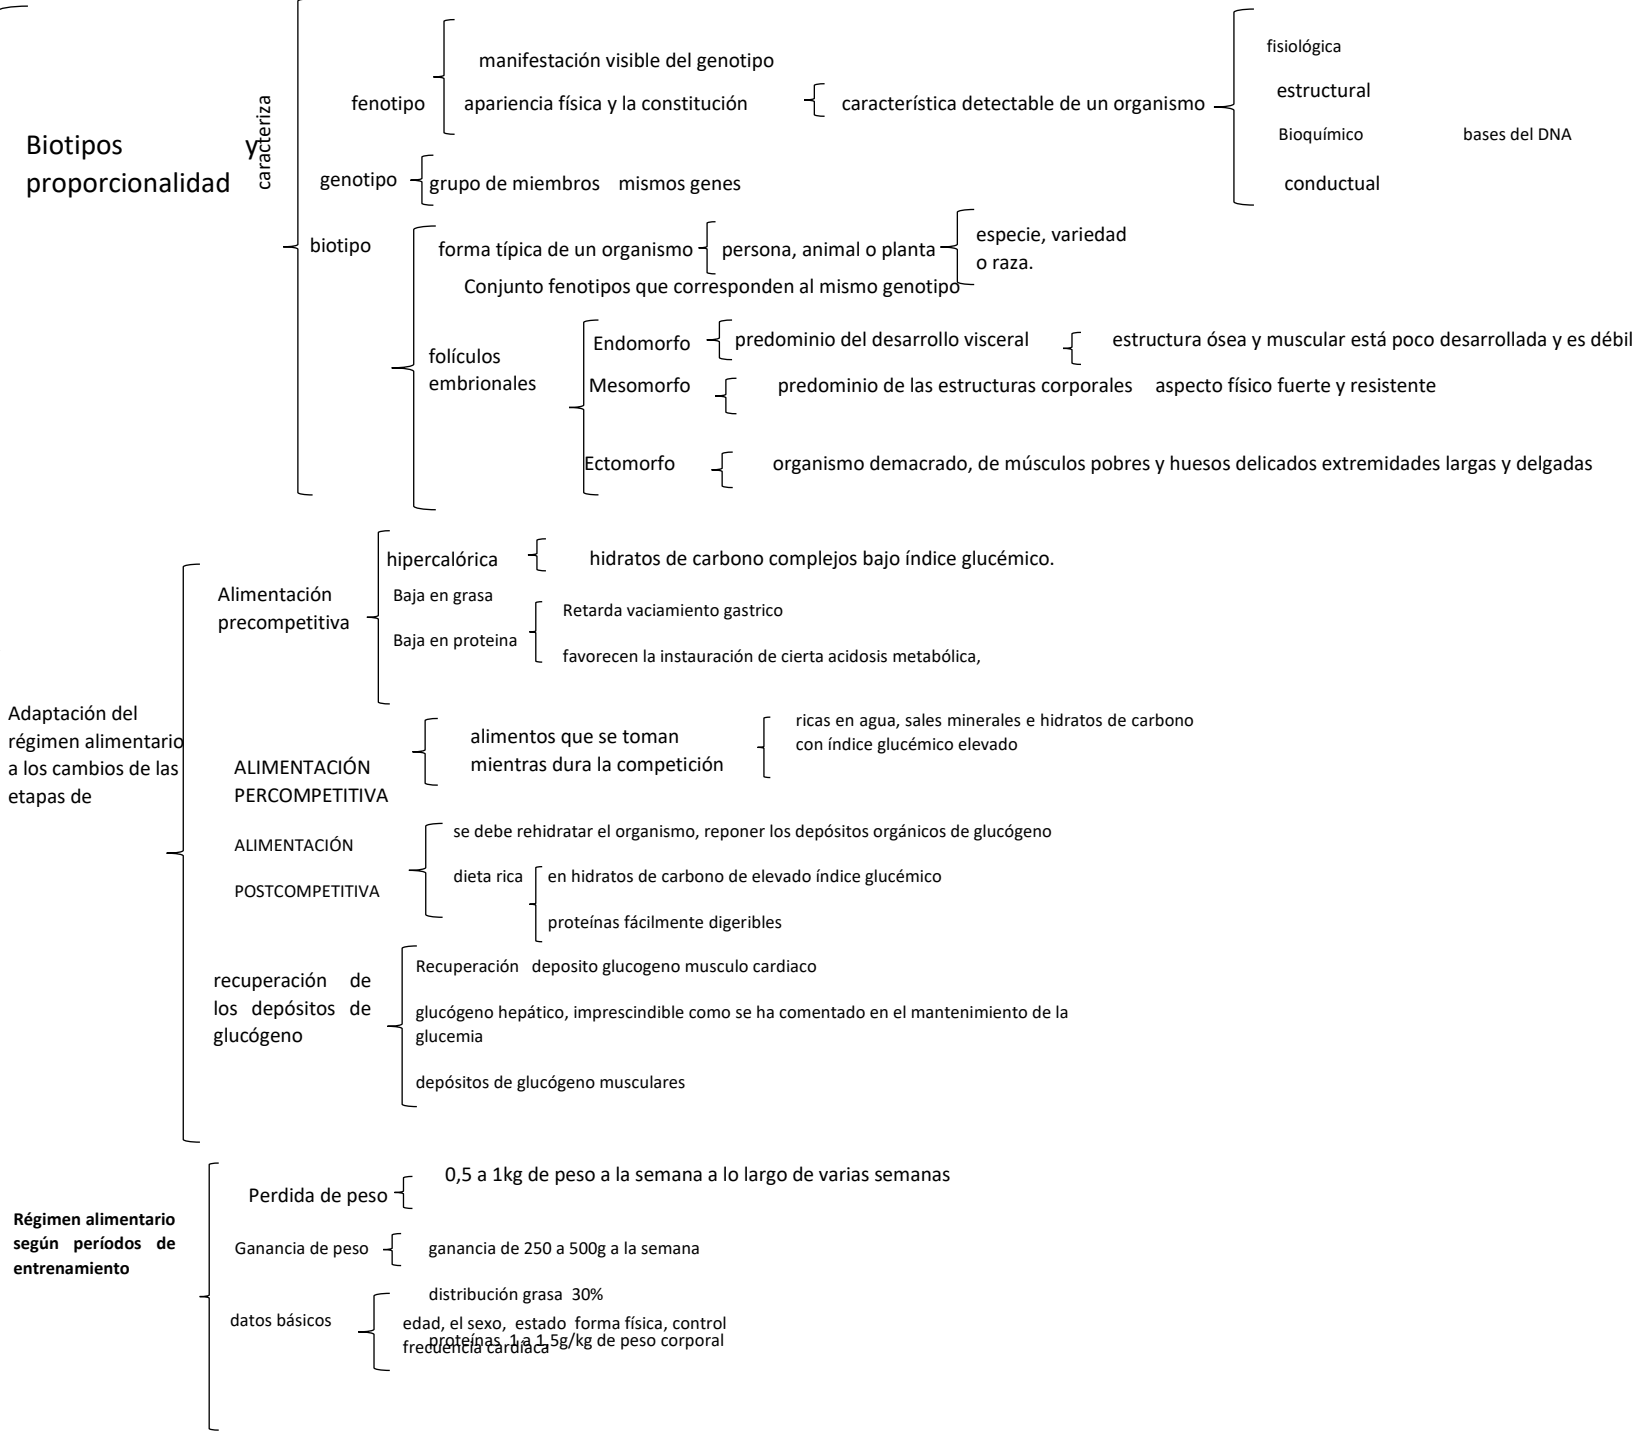 Biotipos y
proporcionalidad
caracteriza
fenotipo
manifestación visible del genotipo
apariencia física y la constitución
característica detectable de un organismo
fisiológica
estructural
Bioquímico bases del DNA
conductual
genotipo
grupo de miembros mismos genes
biotipo
forma típica de un organismo
persona, animal o planta
especie, variedad
o raza.
Conjunto fenotipos que corresponden al mismo genotipo
folículos
embrionales
Endomorfo
predominio del desarrollo visceral
estructura ósea y muscular está poco desarrollada y es débil
Mesomorfo
predominio de las estructuras corporales aspecto físico fuerte y resistente
Ectomorfo
organismo demacrado, de músculos pobres y huesos delicados extremidades largas y delgadas
Adaptación del
régimen alimentario
a los cambios de las
etapas de
Alimentación
precompetitiva
hipercalórica
hidratos de carbono complejos bajo índice glucémico.
Baja en grasa
Baja en proteina
Retarda vaciamiento gastrico
favorecen la instauración de cierta acidosis metabólica,
ALIMENTACIÓN
PERCOMPETITIVA
alimentos que se toman
mientras dura la competición
ricas en agua, sales minerales e hidratos de carbono
con índice glucémico elevado
ALIMENTACIÓN
POSTCOMPETITIVA
se debe rehidratar el organismo, reponer los depósitos orgánicos de glucógeno
dieta rica
en hidratos de carbono de elevado índice glucémico
proteínas fácilmente digeribles
recuperación de
los depósitos de
glucógeno
Recuperación deposito glucogeno musculo cardiaco
glucógeno hepático, imprescindible como se ha comentado en el mantenimiento de la
glucemia
depósitos de glucógeno musculares
Régimen alimentario
según períodos de
entrenamiento
Perdida de peso
0,5 a 1kg de peso a la semana a lo largo de varias semanas
Ganancia de peso
ganancia de 250 a 500g a la semana
distribución grasa 30%
proteínas 1 a 1,5g/kg de peso corporal
datos básicos
edad, el sexo, estado forma física, control
frecuencia cardíaca